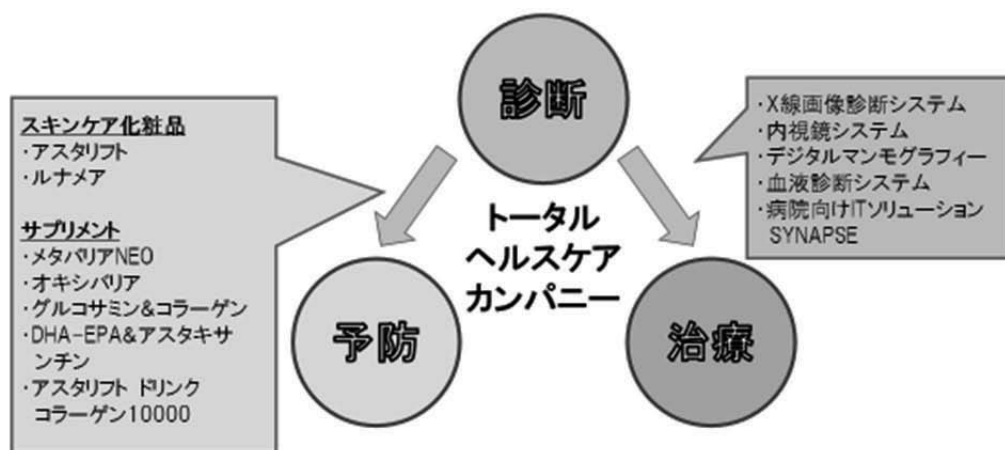 診断
スキンケア化粧品
・アスタリフト
・ルナメア
サプリメント
・メタバリアNEO
・オキシバリア
・グルコサミン&コラーゲン
・DHA-EPA&アスタキサ
ンチン
・アスタリフト ドリンク
コラーゲン10000
・X線画像診断システム
・内視鏡システム
・デジタルマンモグラフィー
・血液診断システム
・病院向けITソリューション
SYNAPSE
トータル
ヘルスケア
カンパニー
予防
治療